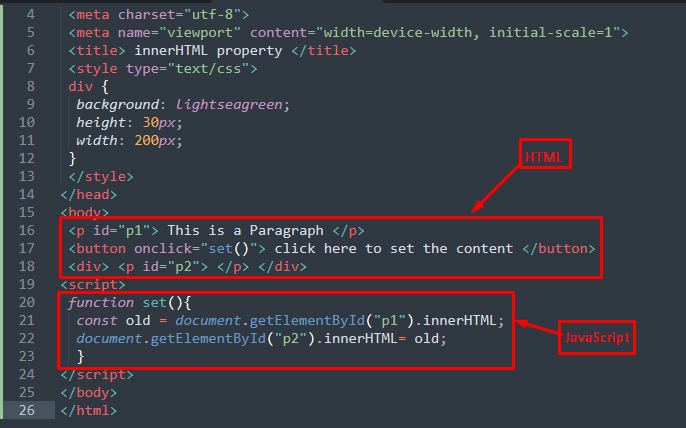 4 <meta charset="utf-8">
5 <meta name="viewport" content="width=device-width, initial-scale=1">
6 <title> innerHTML property </title>
7 <style type="text/css">
8 div {
9 background: lightseagreen;
10 height: 30px;
11 width: 200px;
12 }
13 </style>
HTML
14 </head>
15 <body>
16 <p id="p1"> This is a Paragraph </p>
17 <button onclick="set()"> click here to set the content </button>
18 <div> <p id="p2"> </p> </div>
19 <script>
20 function set(){
21 const old = document.getElementById("p1").innerHTML;
22 document.getElementById("p2").innerHTML= old;
JavaScript
23 }
24 </script>
25 </body>
26 </html>